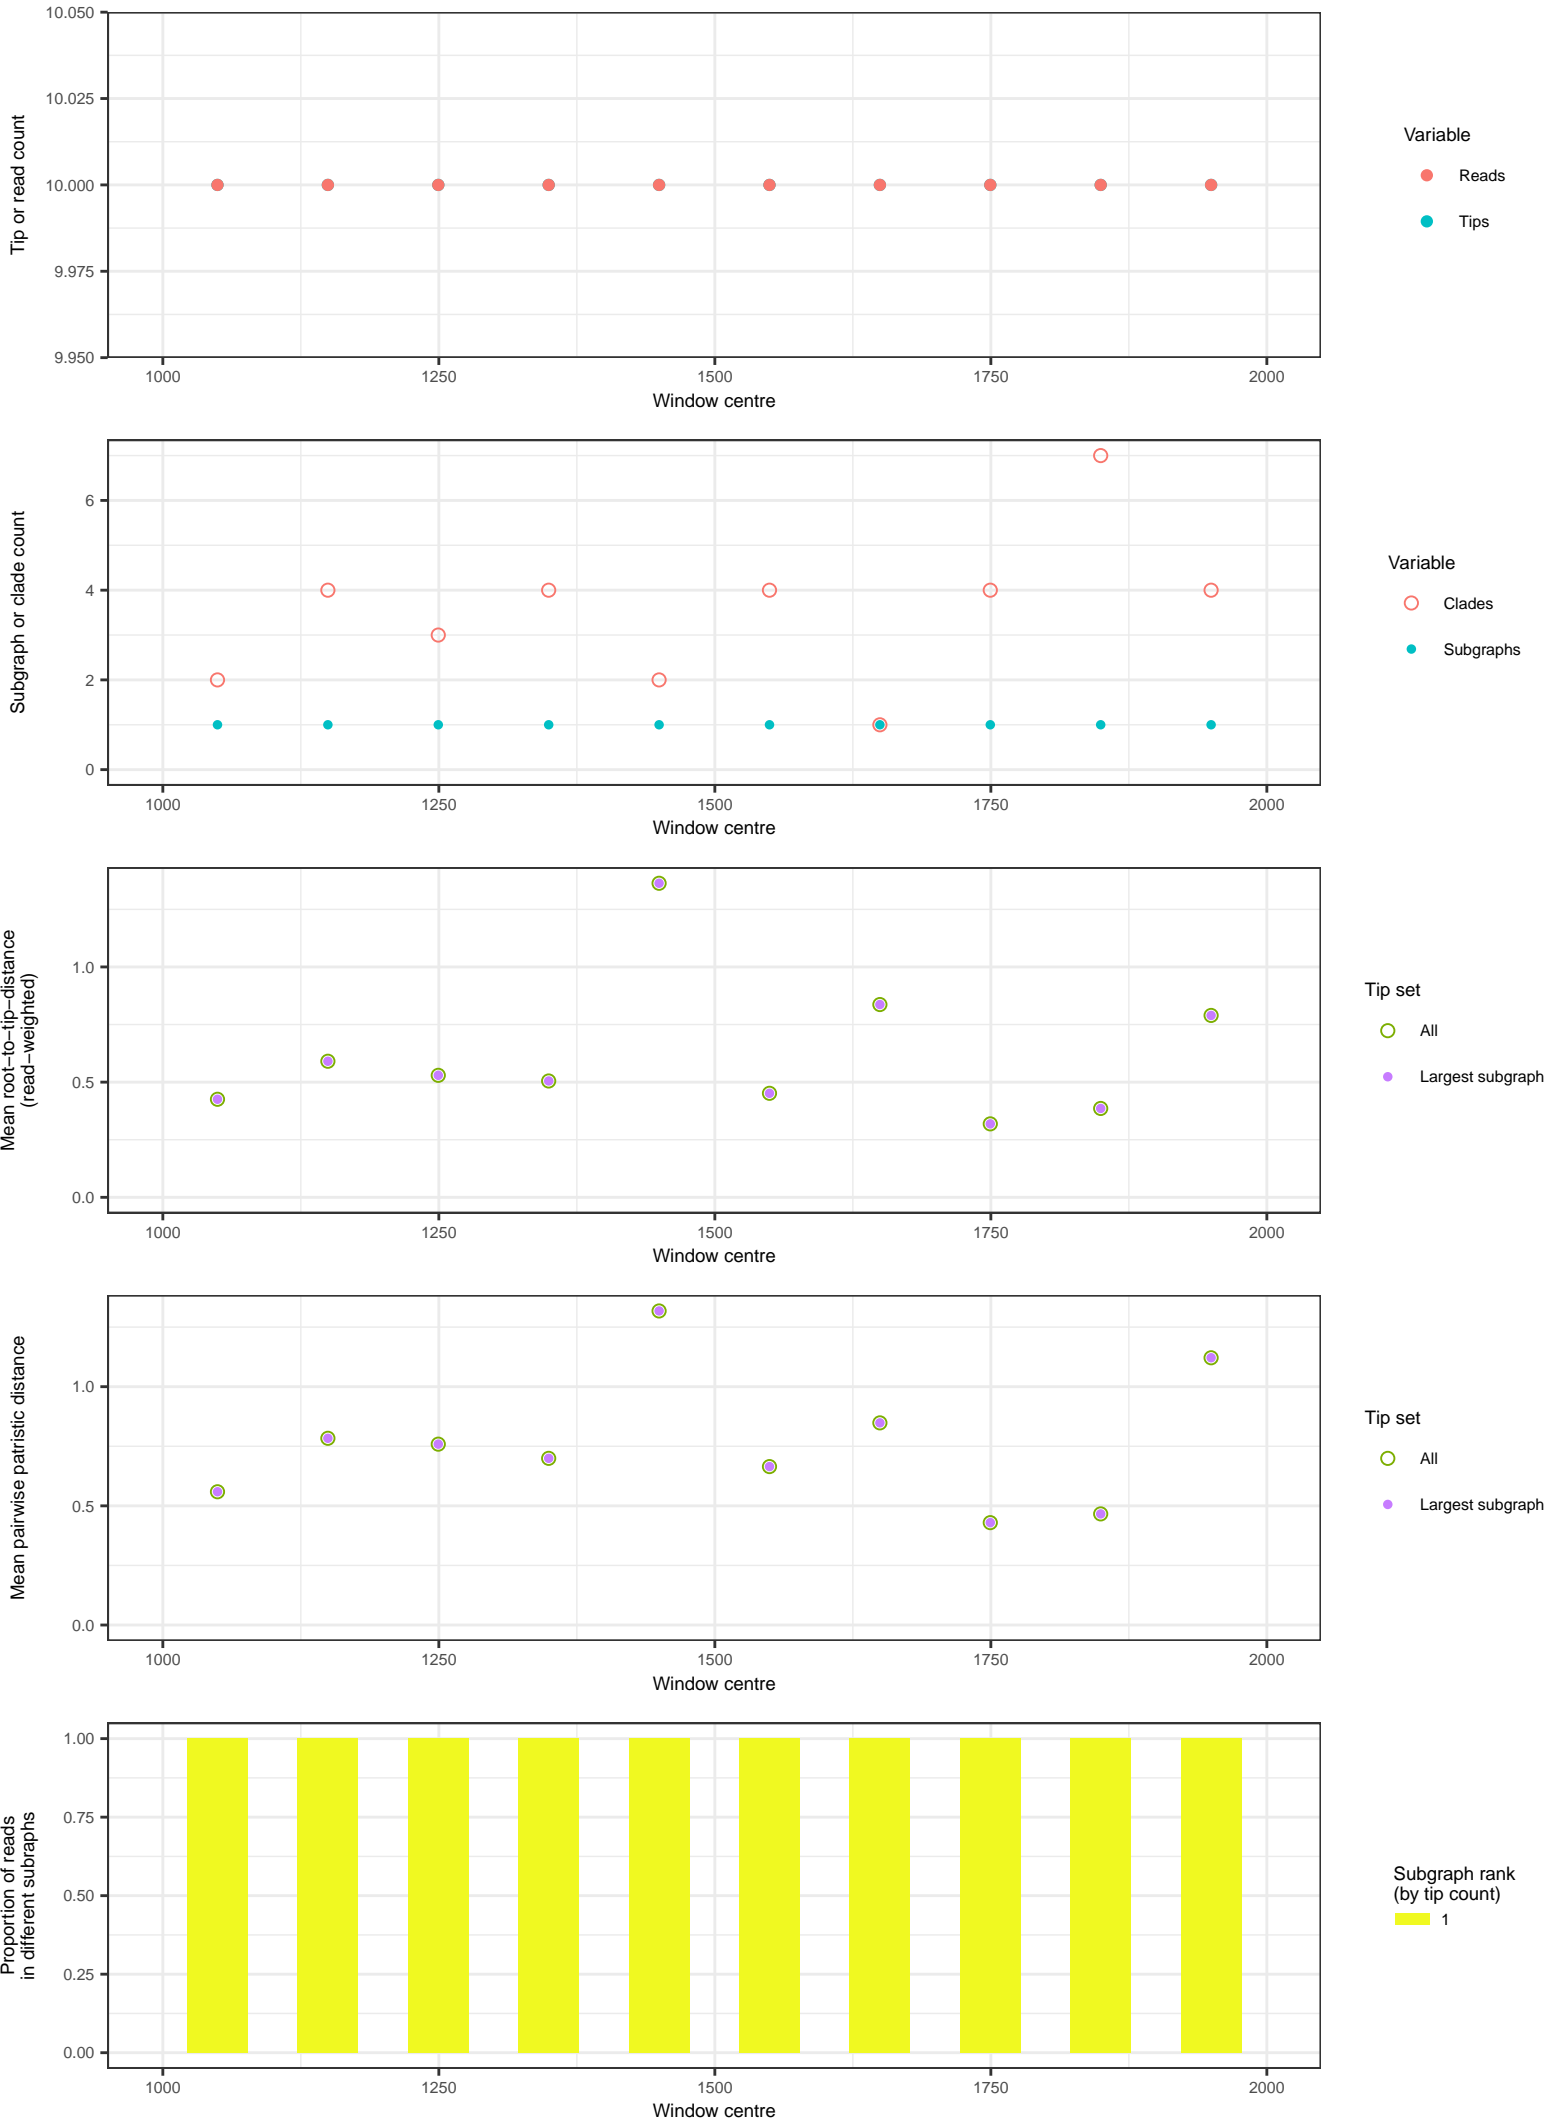 10.050
10.025
10.000
9.975
9.950
Tip or read count
1000 1250 1500 1750 2000
Window centre
Variable
Reads
Tips
6
4
2
0
Subgraph or clade count
1000 1250 1500 1750 2000
Window centre
Variable
Clades
Subgraphs
1.0
0.5
0.0
Mean root−to−tip−distance
(read−weighted)
1000 1250 1500 1750 2000
Window centre
Tip set
All
Largest subgraph
1.0
0.5
0.0
Mean pairwise patristic distance
1000 1250 1500 1750 2000
Window centre
Tip set
All
Largest subgraph
1.00
0.75
0.50
0.25
0.00
Proportion of reads
in different subraphs
1000 1250 1500 1750 2000
Window centre
Subgraph rank
(by tip count)
1